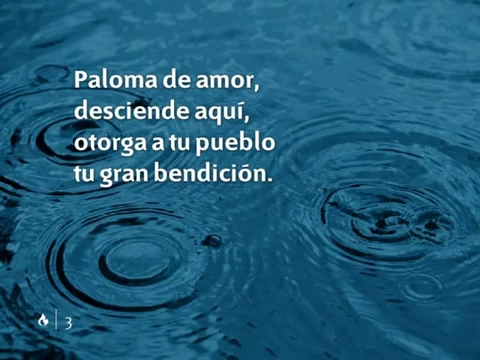 Paloma de amor,
desciende aquí,
otorga a tu pueblo
tu gran bendición.
3